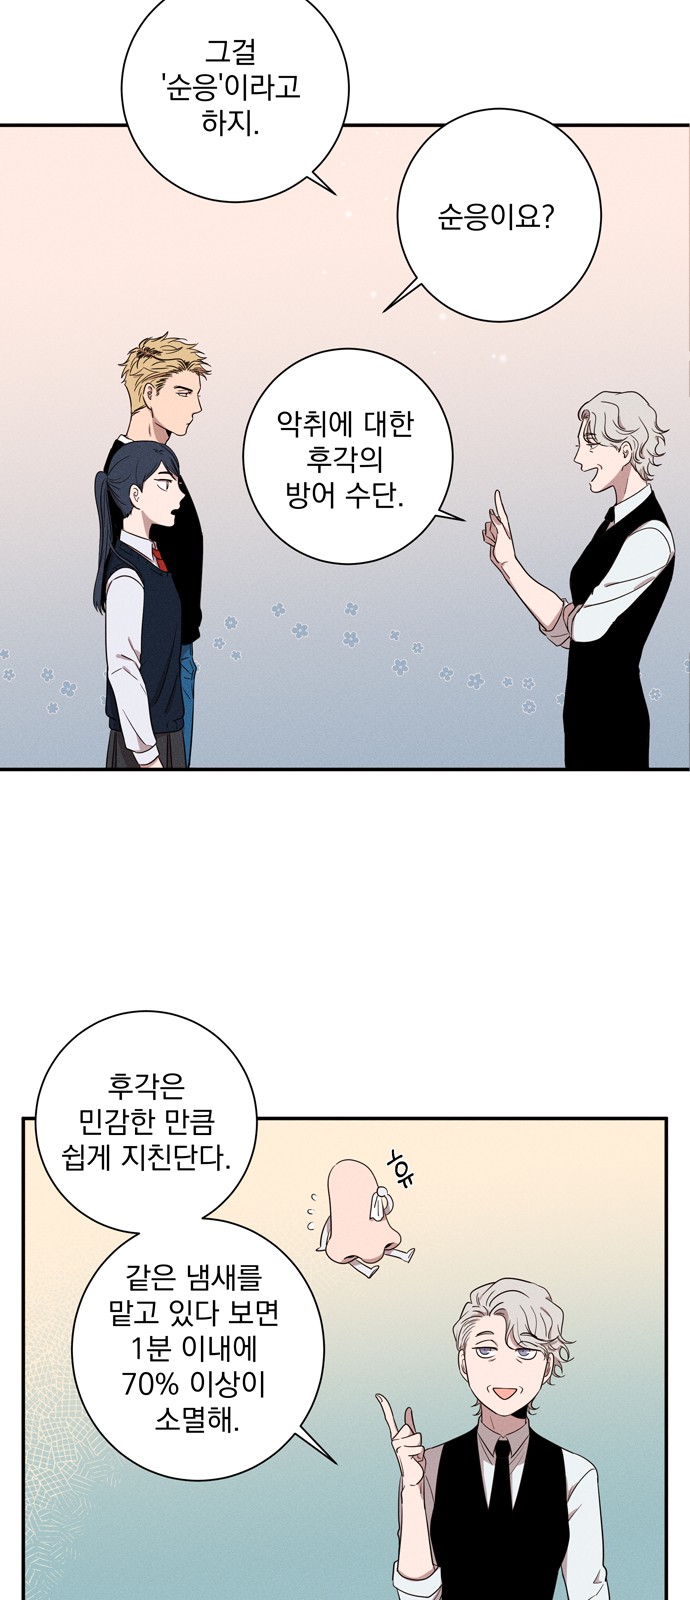 그걸
'순응'이라고
하지.
순응이요?
악취에 대한
후각의
방어 수단.
후각은
민감한 만큼
쉽게 지친단다.
휴
같은 냄새를
맡고 있다 보면
1분 이내에
70% 이상이
소멸해.